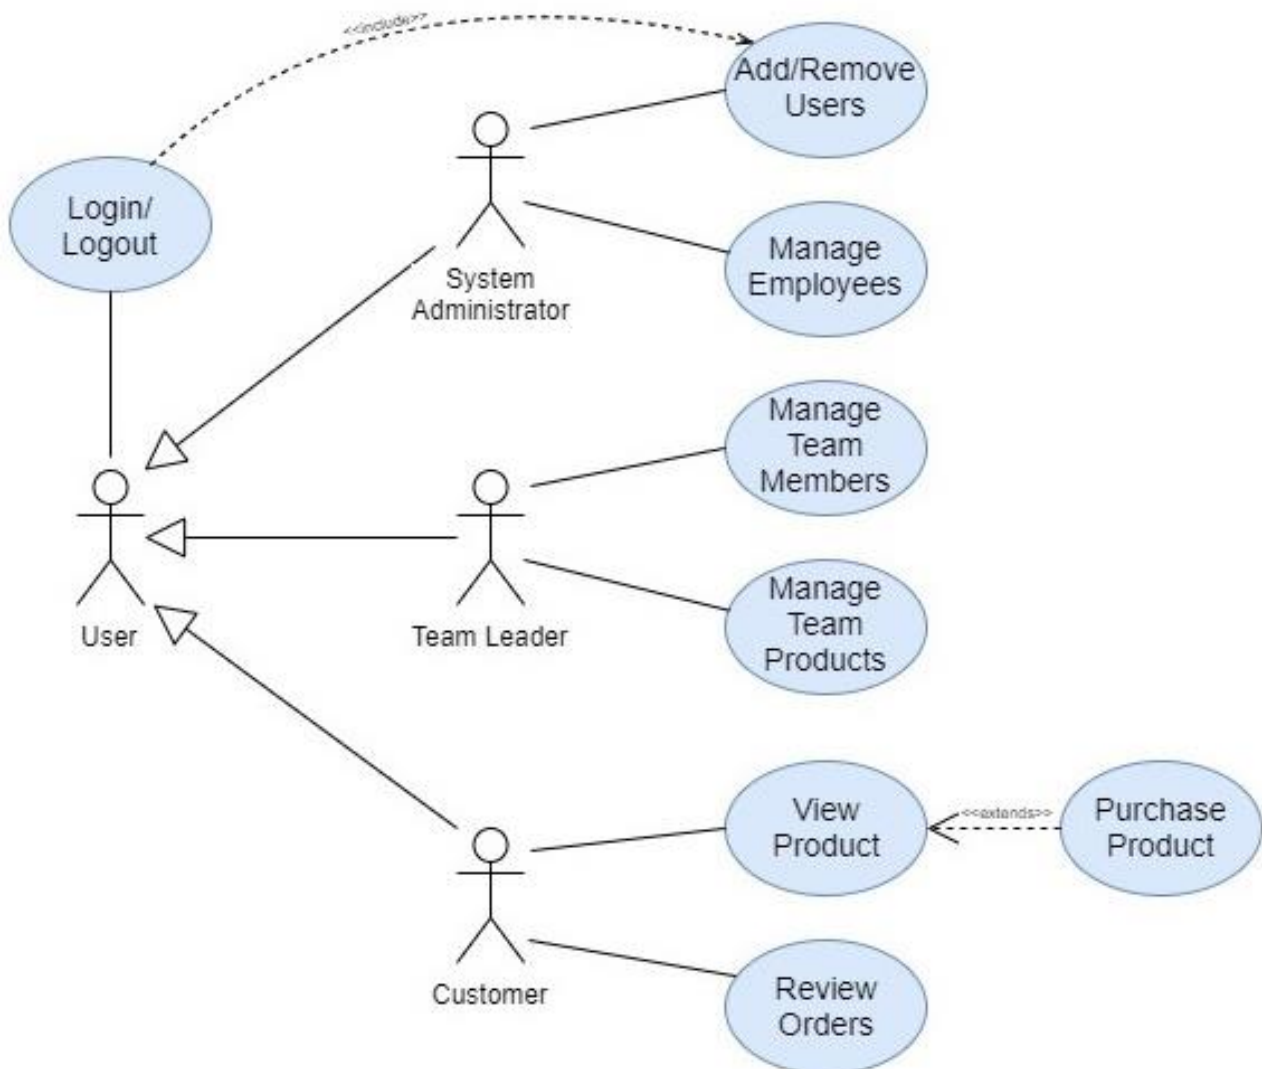 <<include>>
Add/Remove
Users
Login/
Logout
System
Administrator
Manage
Employees
Manage
Team
Members
User
Team Leader
Manage
Team
Products
View
Product
<<extends>>
Purchase
Product
Customer
Review
Orders